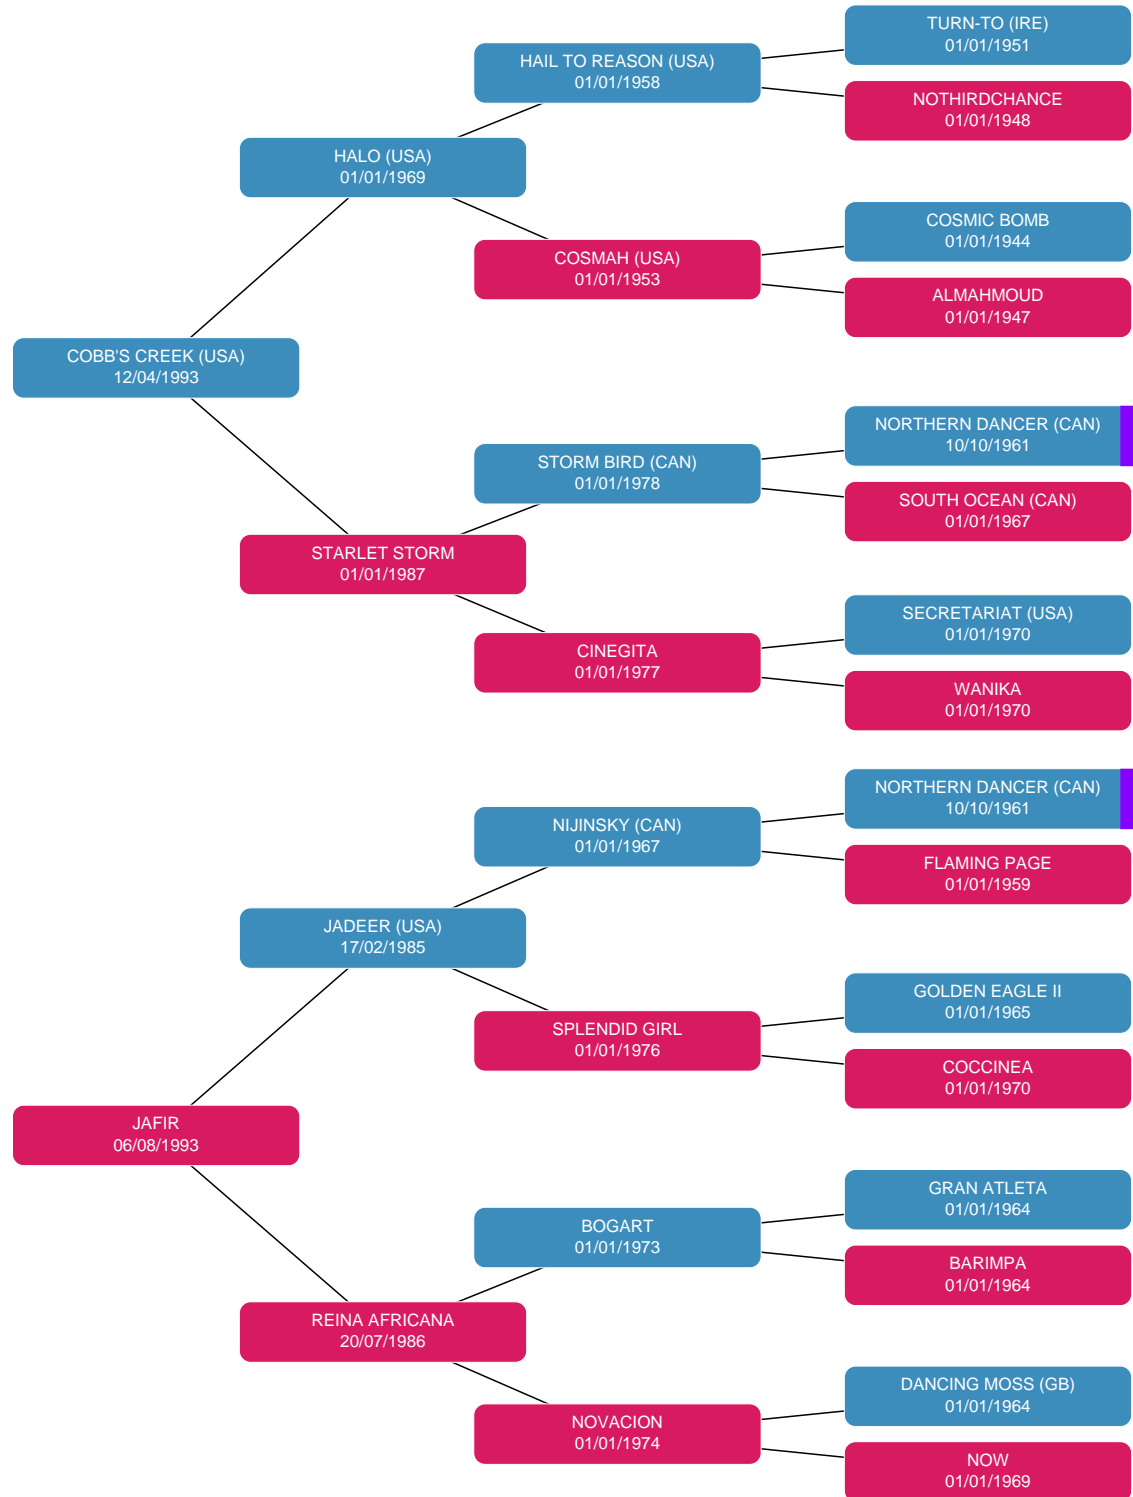 TURN-TO (IRE)
01/01/1951
HAIL TO REASON (USA)
01/01/1958
NOTHIRDCHANCE
01/01/1948
HALO (USA)
01/01/1969
COSMIC BOMB
01/01/1944
COSMAH (USA)
01/01/1953
ALMAHMOUD
01/01/1947
COBB'S CREEK (USA)
12/04/1993
NORTHERN DANCER (CAN)
10/10/1961
STORM BIRD (CAN)
01/01/1978
SOUTH OCEAN (CAN)
01/01/1967
STARLET STORM
01/01/1987
SECRETARIAT (USA)
01/01/1970
CINEGITA
01/01/1977
WANIKA
01/01/1970
NORTHERN DANCER (CAN)
10/10/1961
NIJINSKY (CAN)
01/01/1967
FLAMING PAGE
01/01/1959
JADEER (USA)
17/02/1985
GOLDEN EAGLE II
01/01/1965
SPLENDID GIRL
01/01/1976
COCCINEA
01/01/1970
JAFIR
06/08/1993
GRAN ATLETA
01/01/1964
BOGART
01/01/1973
BARIMPA
01/01/1964
REINA AFRICANA
20/07/1986
DANCING MOSS (GB)
01/01/1964
NOVACION
01/01/1974
NOW
01/01/1969